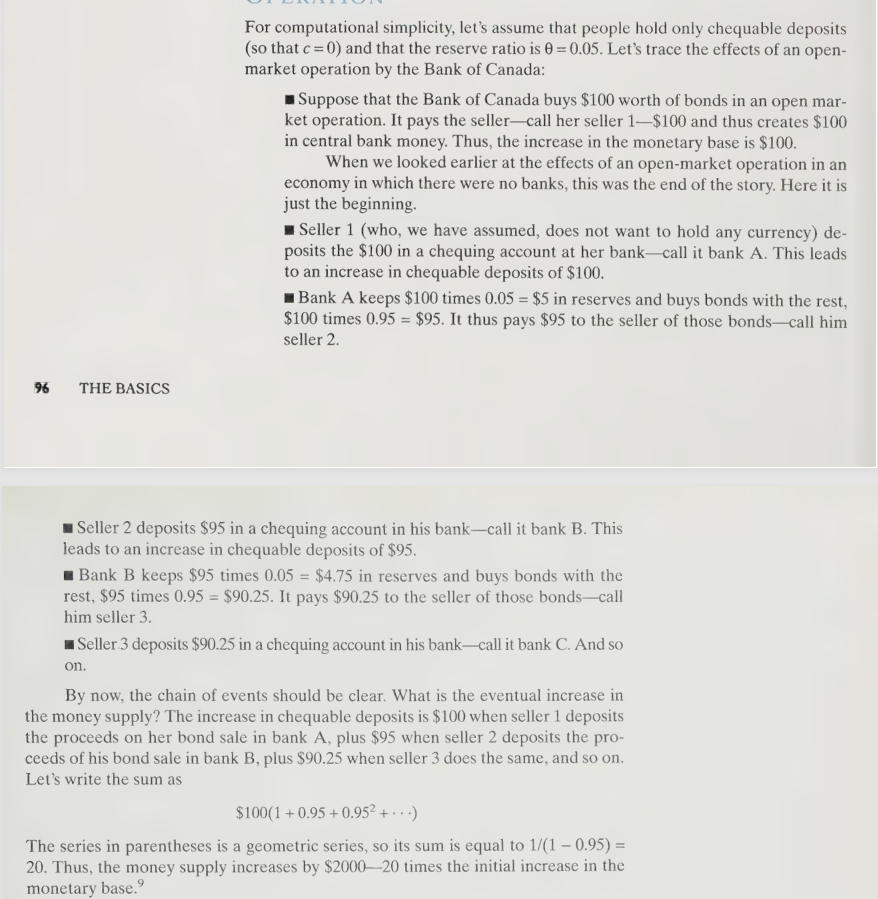 OPERATION
For computational simplicity, let's assume that people hold only chequable deposits
(so that c = 0) and that the reserve ratio is θ = 0.05. Let's trace the effects of an open-
market operation by the Bank of Canada:
■ Suppose that the Bank of Canada buys $100 worth of bonds in an open mar-
ket operation. It pays the seller—call her seller 1—$100 and thus creates $100
in central bank money. Thus, the increase in the monetary base is $100.
When we looked earlier at the effects of an open-market operation in an
economy in which there were no banks, this was the end of the story. Here it is
just the beginning.
■ Seller 1 (who, we have assumed, does not want to hold any currency) de-
posits the $100 in a chequing account at her bank—call it bank A. This leads
to an increase in chequable deposits of $100.
■ Bank A keeps $100 times 0.05 = $5 in reserves and buys bonds with the rest,
$100 times 0.95 = $95. It thus pays $95 to the seller of those bonds—call him
seller 2.
96 THE BASICS
■ Seller 2 deposits $95 in a chequing account in his bank—call it bank B. This
leads to an increase in chequable deposits of $95.
■ Bank B keeps $95 times 0.05 = $4.75 in reserves and buys bonds with the
rest, $95 times 0.95 = $90.25. It pays $90.25 to the seller of those bonds—call
him seller 3.
■ Seller 3 deposits $90.25 in a chequing account in his bank—call it bank C. And so
on.
By now, the chain of events should be clear. What is the eventual increase in
the money supply? The increase in chequable deposits is $100 when seller 1 deposits
the proceeds on her bond sale in bank A, plus $95 when seller 2 deposits the pro-
ceeds of his bond sale in bank B, plus $90.25 when seller 3 does the same, and so on.
Let's write the sum as
$100(1 + 0.95 + 0.95² + · · ·)
The series in parentheses is a geometric series, so its sum is equal to 1/(1 − 0.95) =
20. Thus, the money supply increases by $2000—20 times the initial increase in the
monetary base.⁹